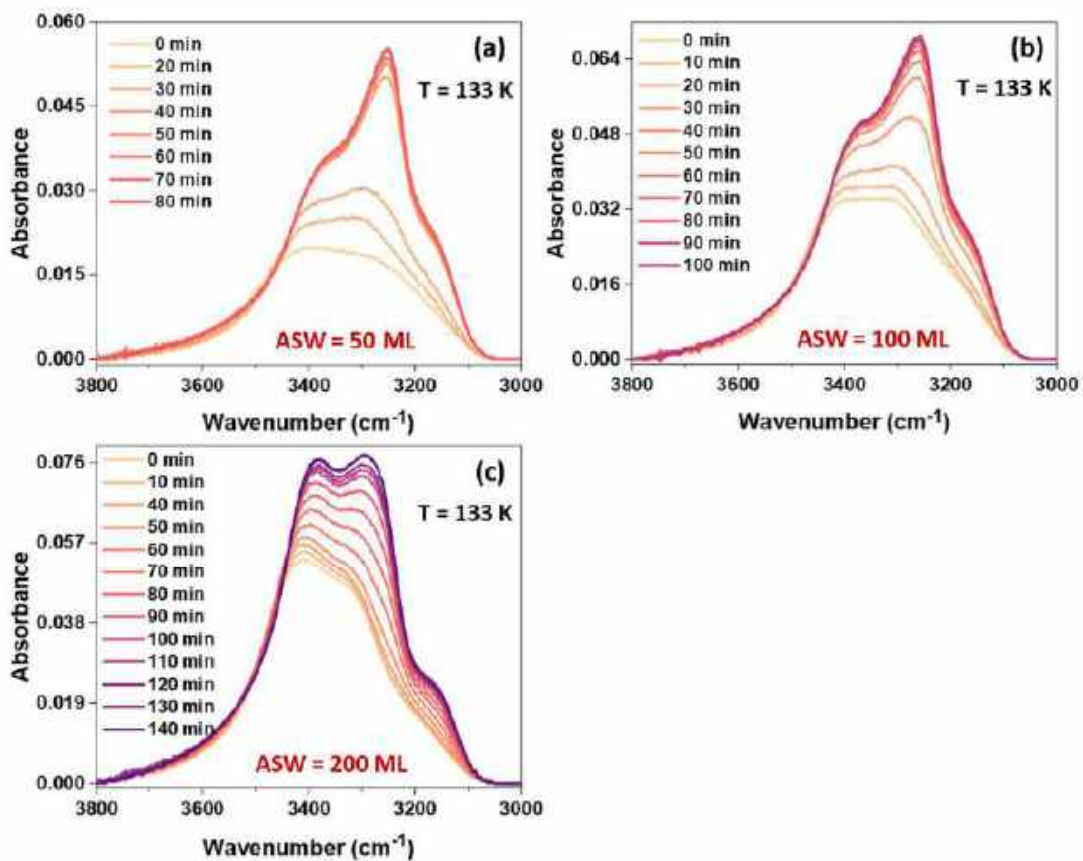 (a)
T = 133 K
0 min
20 min
30 min
40 min
50 min
60 min
70 min
80 min
ASW = 50 ML
Absorbance
0.060
0.045
0.030
0.015
0.000
3800
3600
3400
3200
3000
Wavenumber (cm⁻¹)
(b)
T = 133 K
0 min
10 min
20 min
30 min
40 min
50 min
60 min
70 min
80 min
90 min
100 min
ASW = 100 ML
Absorbance
0.064
0.048
0.032
0.016
0.000
3800
3600
3400
3200
3000
Wavenumber (cm⁻¹)
(c)
T = 133 K
0 min
10 min
40 min
50 min
60 min
70 min
80 min
90 min
100 min
110 min
120 min
130 min
140 min
ASW = 200 ML
Absorbance
0.076
0.057
0.038
0.019
0.000
3800
3600
3400
3200
3000
Wavenumber (cm⁻¹)